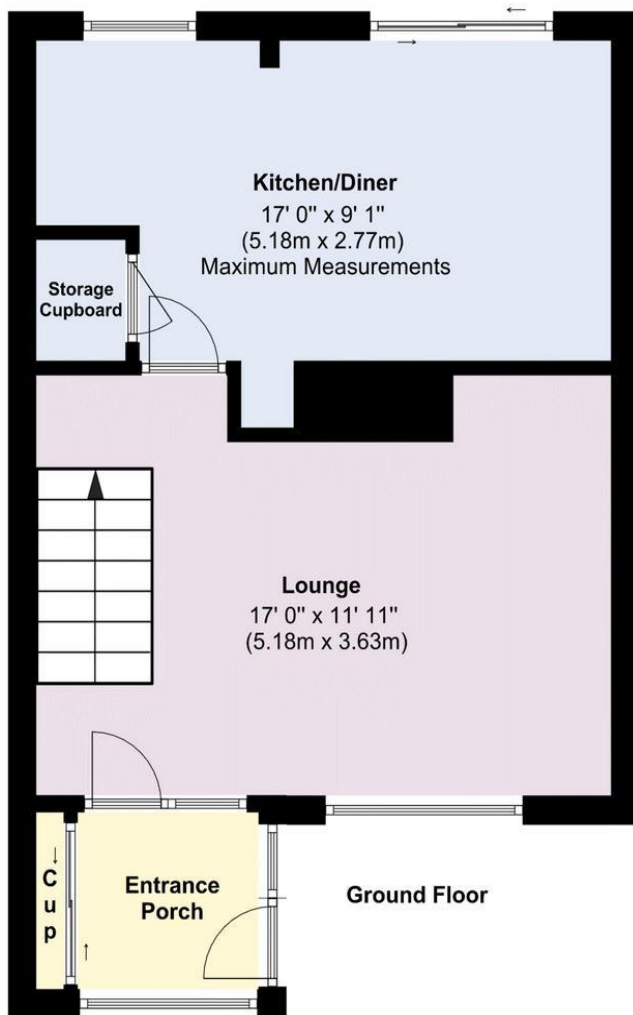 Kitchen/Diner
17' 0" x 9' 1"
(5.18m x 2.77m)
Maximum Measurements
Storage
Cupboard
Lounge
17' 0" x 11' 11"
(5.18m x 3.63m)
Cup
Entrance
Porch
Ground Floor